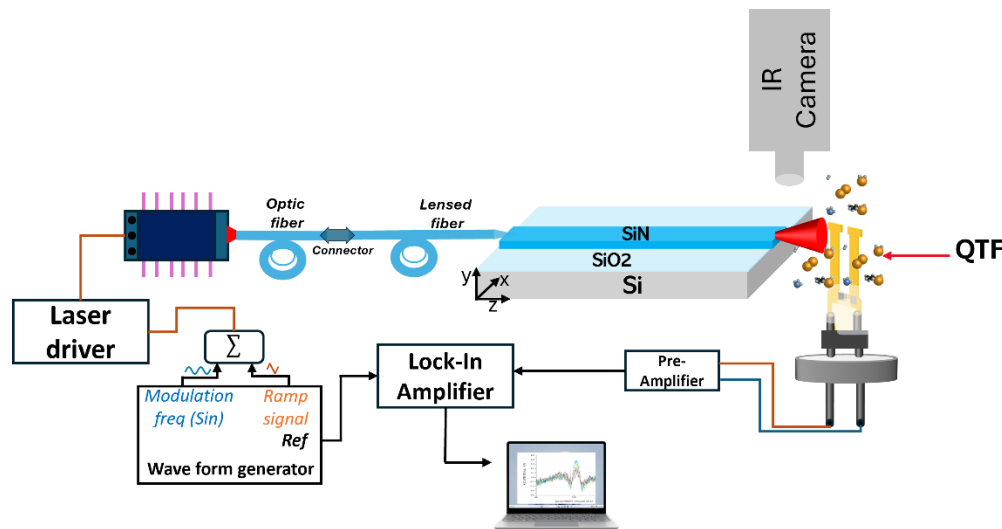 IR
Camera
Optic
fiber
Lensed
fiber
Connector
SiN
SiO2
Si
y
x
z
QTF
Laser
driver
Σ
Lock-In
Amplifier
Pre-
Amplifier
Modulation
freq (Sin)
Ramp
signal
Ref
Wave form generator